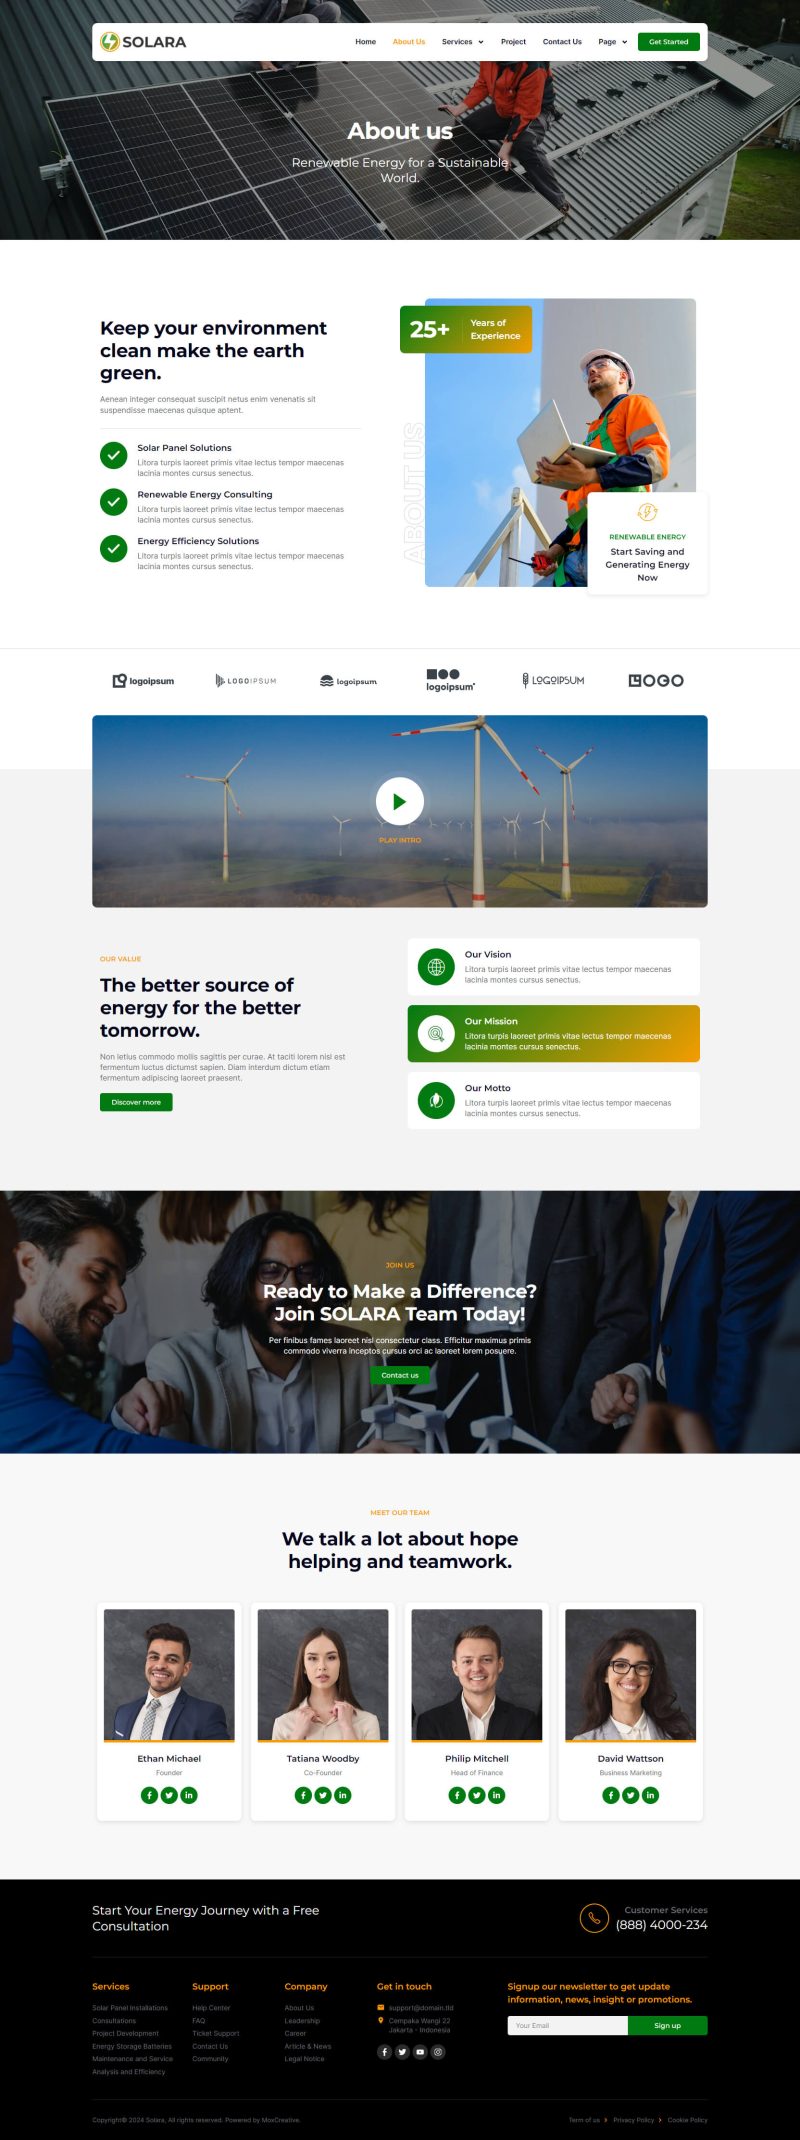 SOLARA
Home
About Us
Services
Project
Contact Us
Page
Get Started
About us
Renewable Energy for a Sustainable
World.
Keep your environment
clean make the earth
green.
Aenean integer consequat suscipit netus enim venenatis sit
suspendisse maecenas quisque aptent.
Solar Panel Solutions
Litora turpis laoreet primis vitae lectus tempor maecenas
lacinia montes cursus senectus.
Renewable Energy Consulting
Litora turpis laoreet primis vitae lectus tempor maecenas
lacinia montes cursus senectus.
Energy Efficiency Solutions
Litora turpis laoreet primis vitae lectus tempor maecenas
lacinia montes cursus senectus.
25+
Years of
Experience
ABOUT US
RENEWABLE ENERGY
Start Saving and
Generating Energy
Now
logoipsum
LOGOIPSUM
logoipsum
logoipsum
LOGOIPSUM
LOGO
PLAY INTRO
OUR VALUE
The better source of
energy for the better
tomorrow.
Non letius commodo mollis sagittis per curae. At taciti lorem nisl est
fermentum luctus dictumst sapien. Diam interdum dictum etiam
fermentum adipiscing laoreet praesent.
Discover more
Our Vision
Litora turpis laoreet primis vitae lectus tempor maecenas
lacinia montes cursus senectus.
Our Mission
Litora turpis laoreet primis vitae lectus tempor maecenas
lacinia montes cursus senectus.
Our Motto
Litora turpis laoreet primis vitae lectus tempor maecenas
lacinia montes cursus senectus.
JOIN US
Ready to Make a Difference?
Join SOLARA Team Today!
Per finibus fames laoreet nisl consectetur class. Efficitur maximus primis
commodo viverra inceptos cursus orci ac laoreet lorem posuere.
Contact us
MEET OUR TEAM
We talk a lot about hope
helping and teamwork.
Ethan Michael
Founder
Tatiana Woodby
Co-Founder
Philip Mitchell
Head of Finance
David Wattson
Business Marketing
Start Your Energy Journey with a Free
Consultation
Customer Services
(888) 4000-234
Services
Solar Panel Installations
Consultations
Project Development
Energy Storage Batteries
Maintenance and Service
Analysis and Efficiency
Support
Help Center
FAQ
Ticket Support
Contact Us
Community
Company
About Us
Leadership
Career
Article & News
Legal Notice
Get in touch
support@domain.tld
Cempaka Wangi 22
Jakarta - Indonesia
Signup our newsletter to get update
information, news, insight or promotions.
Your Email
Sign up
Copyright© 2024 Solara, All rights reserved. Powered by MoxCreative.
Term of us
Privacy Policy
Cookie Policy